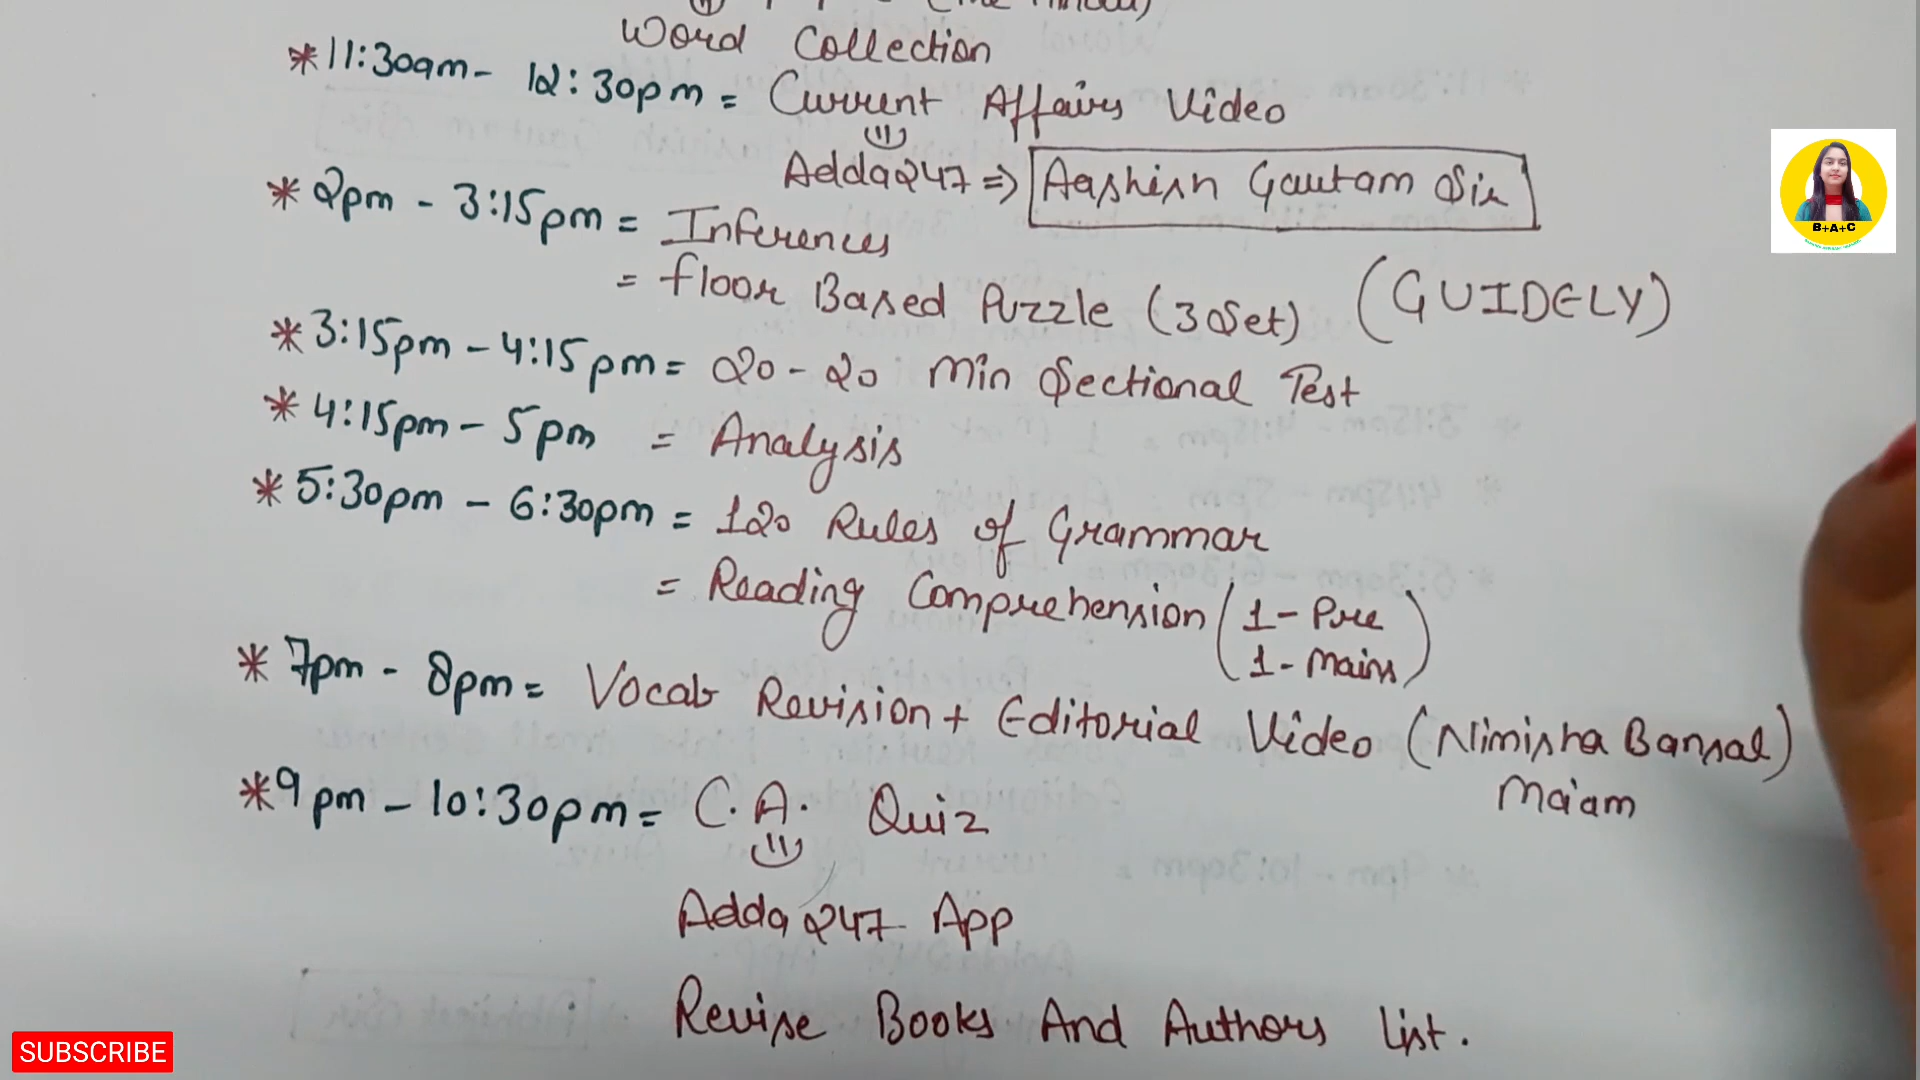 Word Collection
*11:30am - 12:30pm = Current Affairs Video
Adda247 => Aashish Gautam Sir
* 2pm - 3:15pm = Inferences
= floor Based Puzzle (3 Set) (GUIDELY)
*3:15pm - 4:15pm = 20-20 Min Sectional Test
* 4:15pm - 5pm = Analysis
* 5:30pm - 6:30pm = 120 Rules of Grammar
= Reading Comprehension (1- Pre
1- Mains)
* 7pm - 8pm = Vocab Revision + Editorial Video (Nimisha Bansal)
Ma'am
*9pm - 10:30pm = C.A. Quiz
Adda247 App
Revise Books And Authors list.
B+A+C
SUBSCRIBE